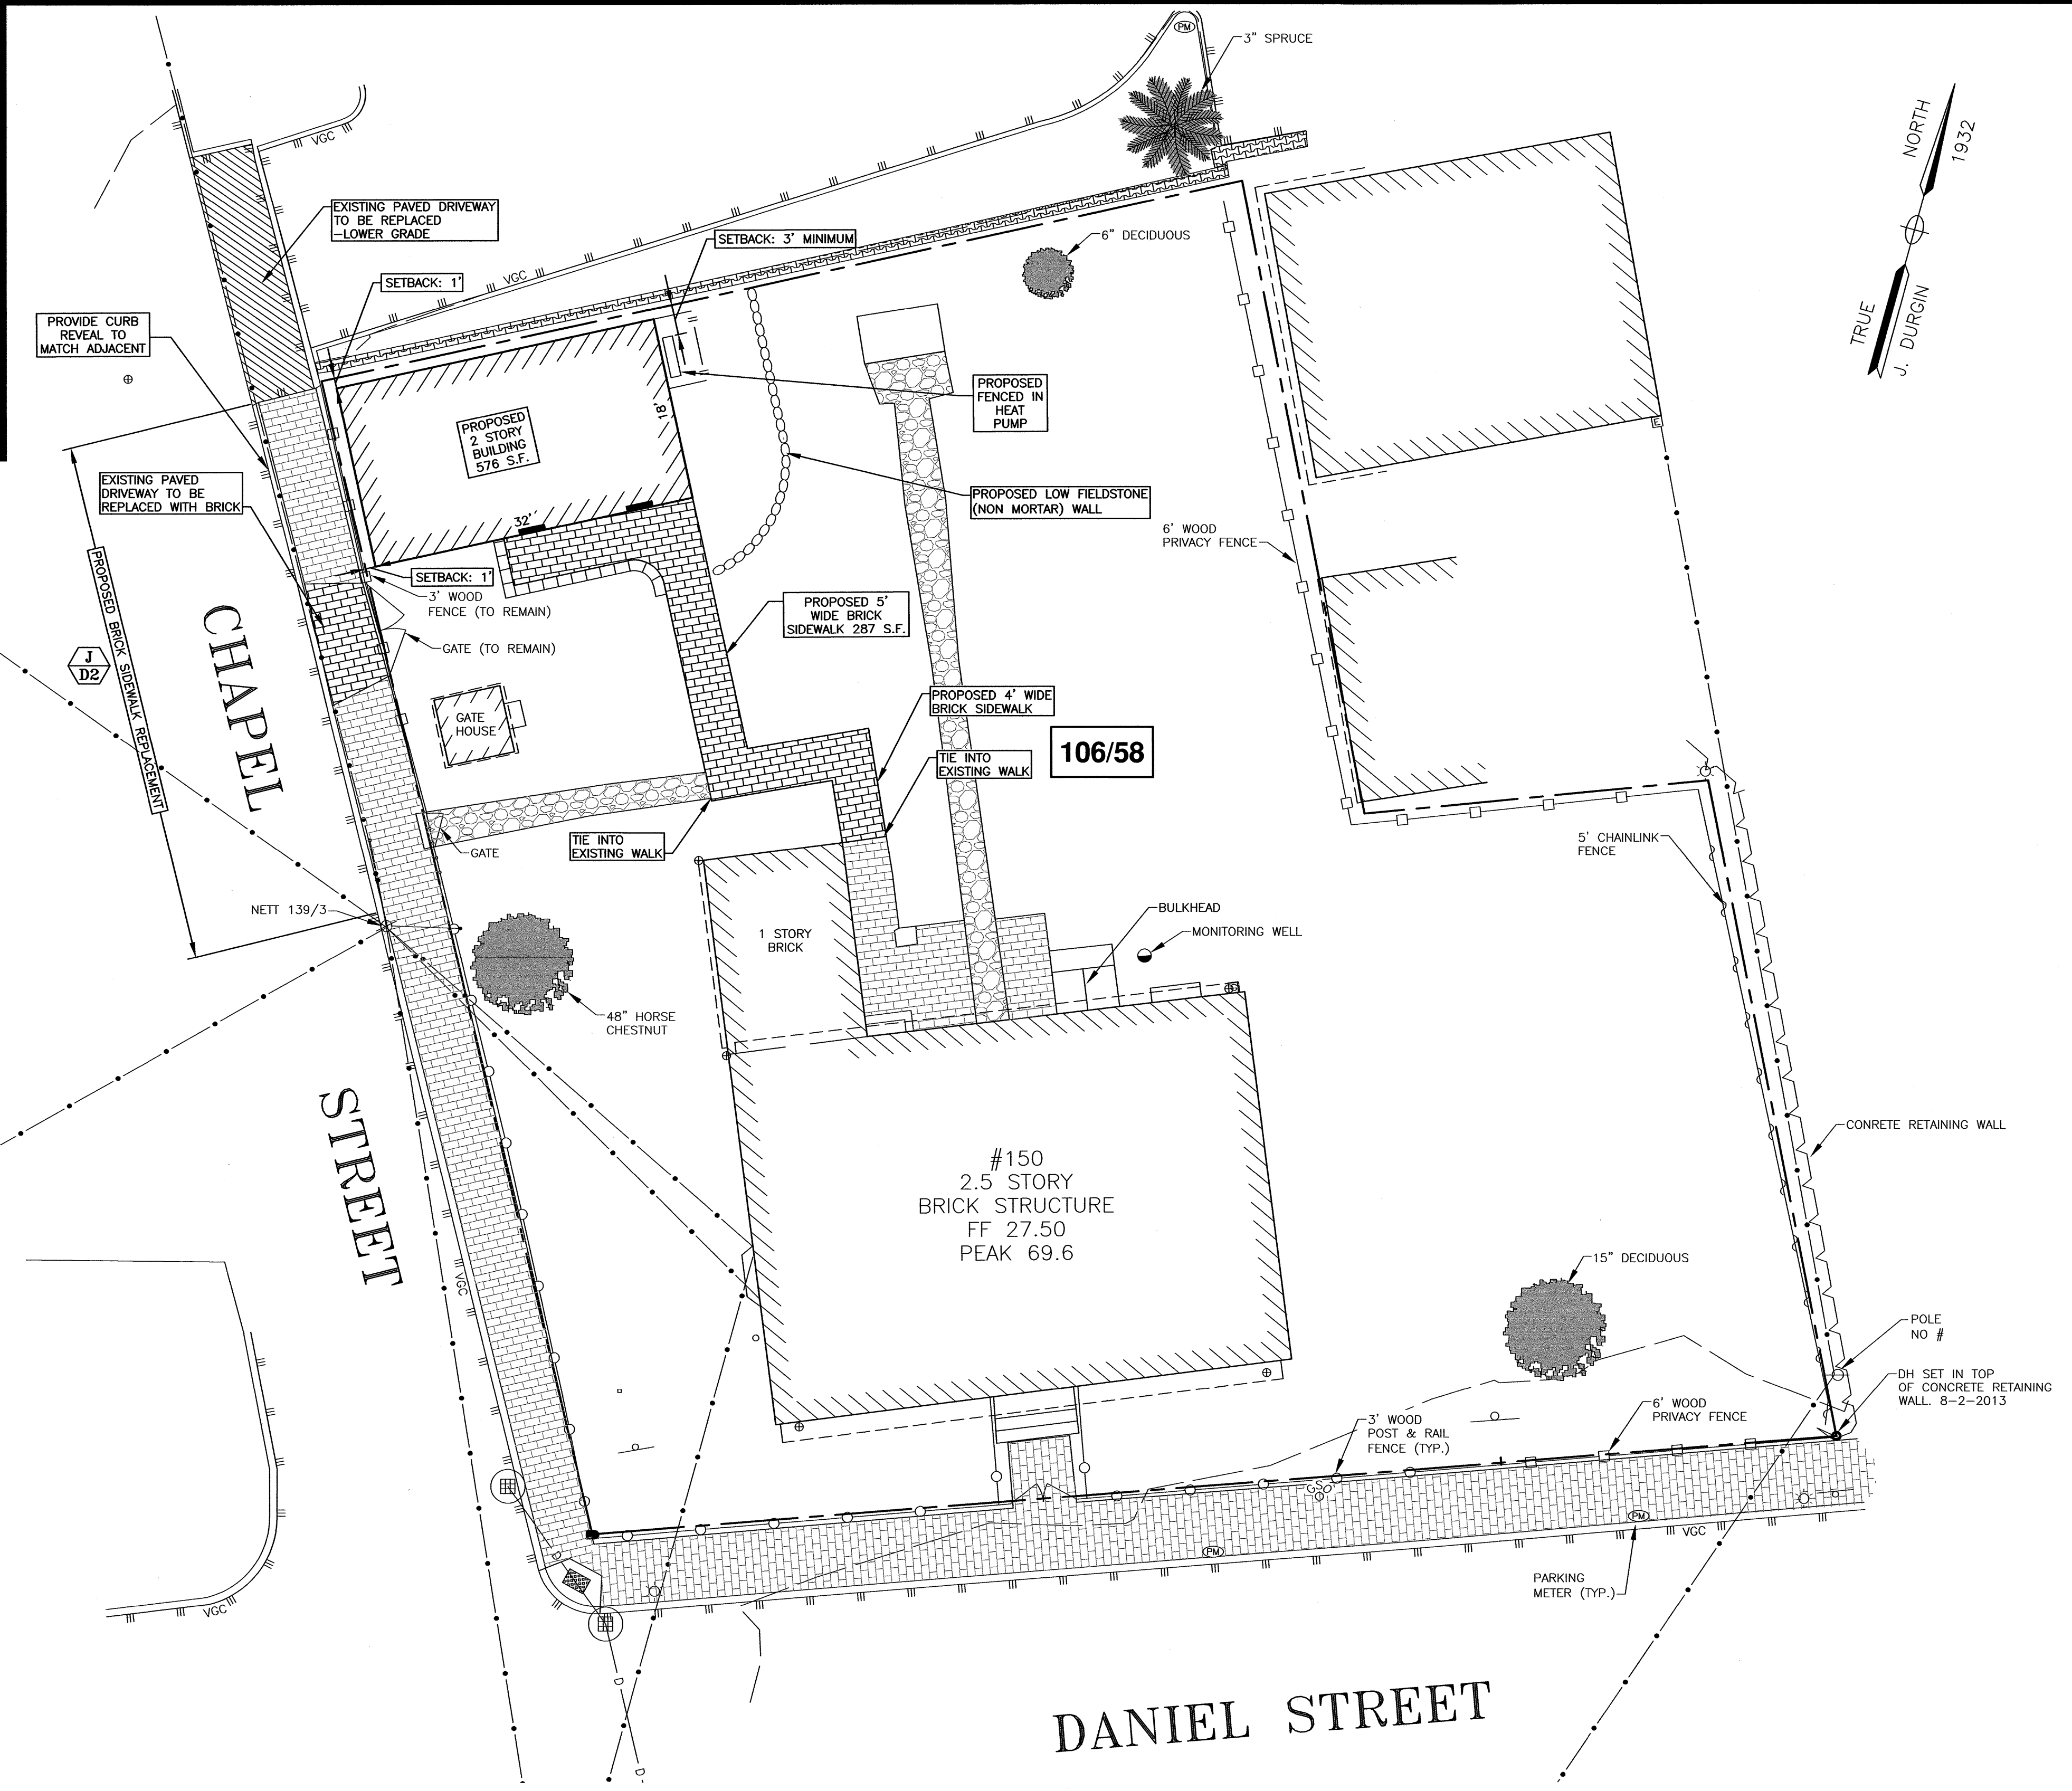 PM
3" SPRUCE
NORTH
1932
TRUE
J. DURGIN
VGC
EXISTING PAVED DRIVEWAY
TO BE REPLACED
-LOWER GRADE
SETBACK: 3' MINIMUM
6" DECIDUOUS
VGC
SETBACK: 1'
PROVIDE CURB
REVEAL TO
MATCH ADJACENT
PROPOSED
FENCED IN
HEAT
PUMP
18'
PROPOSED
2 STORY
BUILDING
576 S.F.
E
EXISTING PAVED
DRIVEWAY TO BE
REPLACED WITH BRICK
PROPOSED LOW FIELDSTONE
(NON MORTAR) WALL
32'
6' WOOD
PRIVACY FENCE
SETBACK: 1'
3' WOOD
FENCE (TO REMAIN)
PROPOSED 5'
WIDE BRICK
SIDEWALK 287 S.F.
GATE (TO REMAIN)
PROPOSED BRICK SIDEWALK REPLACEMENT
J
D2
CHAPEL
STREET
GATE
HOUSE
PROPOSED 4' WIDE
BRICK SIDEWALK
106/58
TIE INTO
EXISTING WALK
TIE INTO
EXISTING WALK
GATE
5' CHAINLINK
FENCE
NETT 139/3
1 STORY
BRICK
BULKHEAD
MONITORING WELL
48" HORSE
CHESTNUT
CONRETE RETAINING WALL
#150
2.5 STORY
BRICK STRUCTURE
FF 27.50
PEAK 69.6
VGC
15" DECIDUOUS
POLE
NO #
DH SET IN TOP
OF CONCRETE RETAINING
WALL. 8-2-2013
6' WOOD
PRIVACY FENCE
3' WOOD
POST & RAIL
FENCE (TYP.)
GSO
PM
VGC
PM
PARKING
METER (TYP.)
VGC
D
D
D
DANIEL STREET